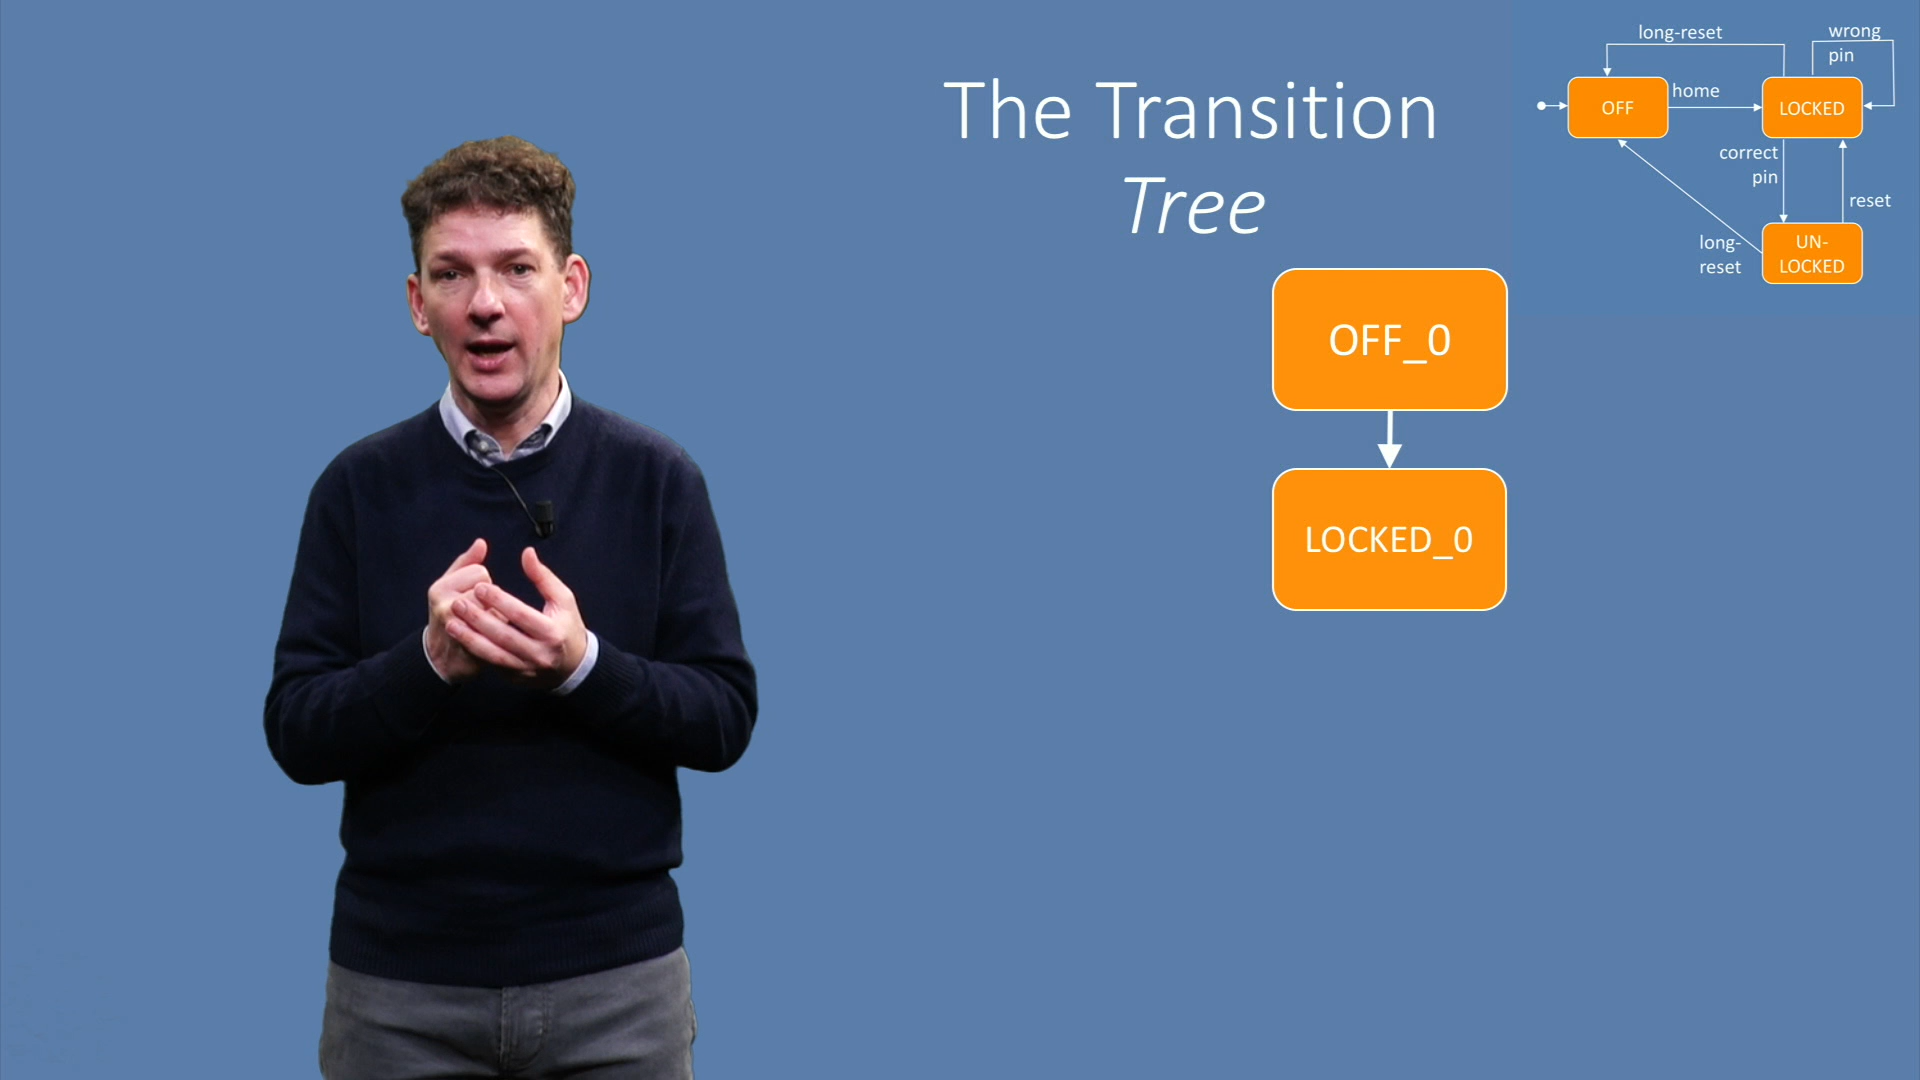 The Transition
Tree
OFF_0
LOCKED_0
long-reset
wrong
pin
OFF
home
LOCKED
correct
pin
reset
long-
reset
UN-
LOCKED